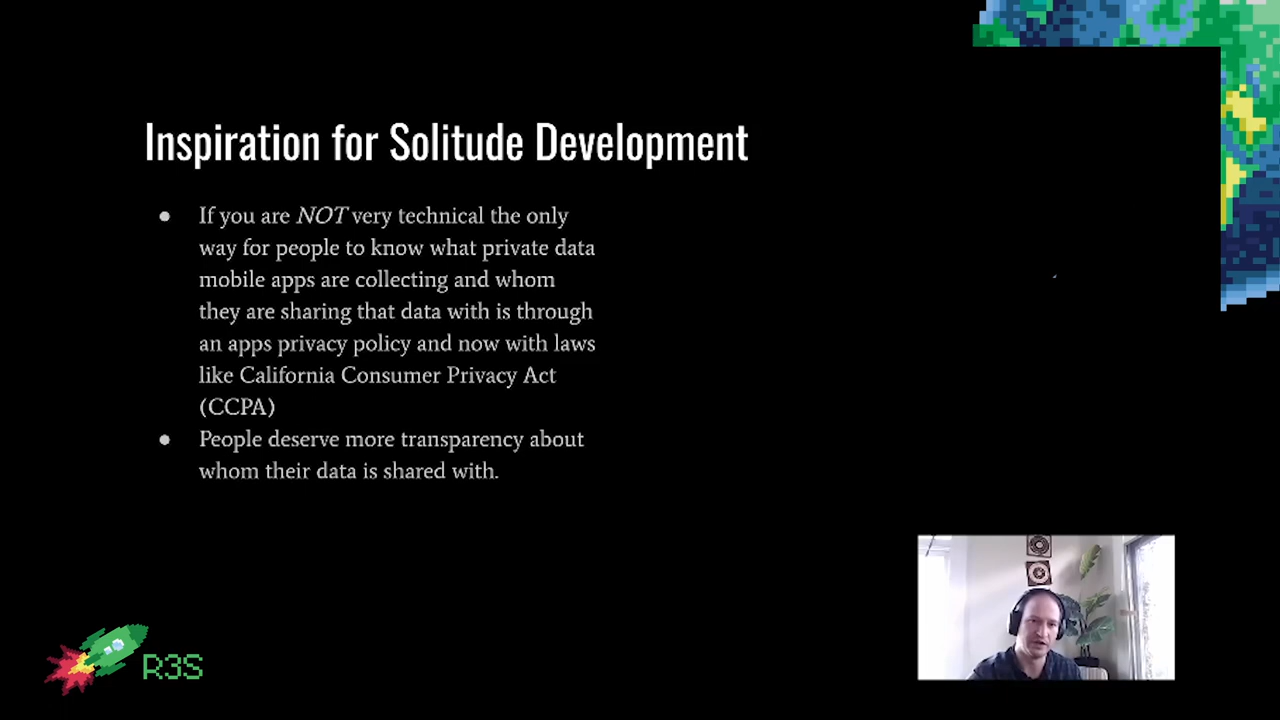 Inspiration for Solitude Development
● If you are NOT very technical the only
way for people to know what private data
mobile apps are collecting and whom
they are sharing that data with is through
an apps privacy policy and now with laws
like California Consumer Privacy Act
(CCPA)
● People deserve more transparency about
whom their data is shared with.
R3S